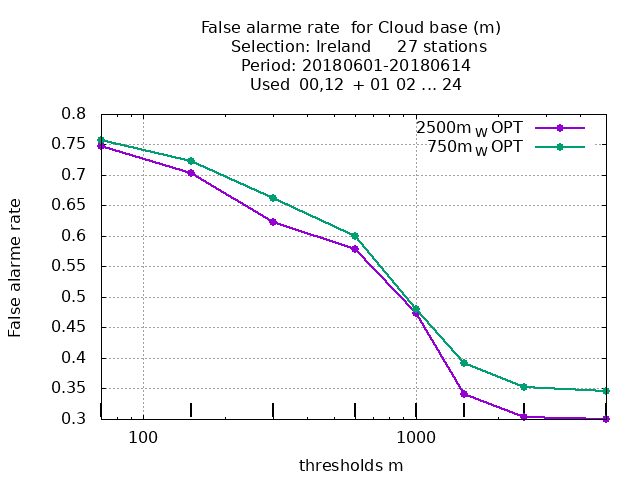 False alarme rate  for Cloud base (m)
Selection: Ireland     27 stations
Period: 20180601-20180614
Used  00,12  + 01 02 ... 24
2500m W OPT
750m W OPT
0.8
0.75
0.7
0.65
0.6
0.55
0.5
0.45
0.4
0.35
0.3
False alarme rate
100
1000
thresholds m